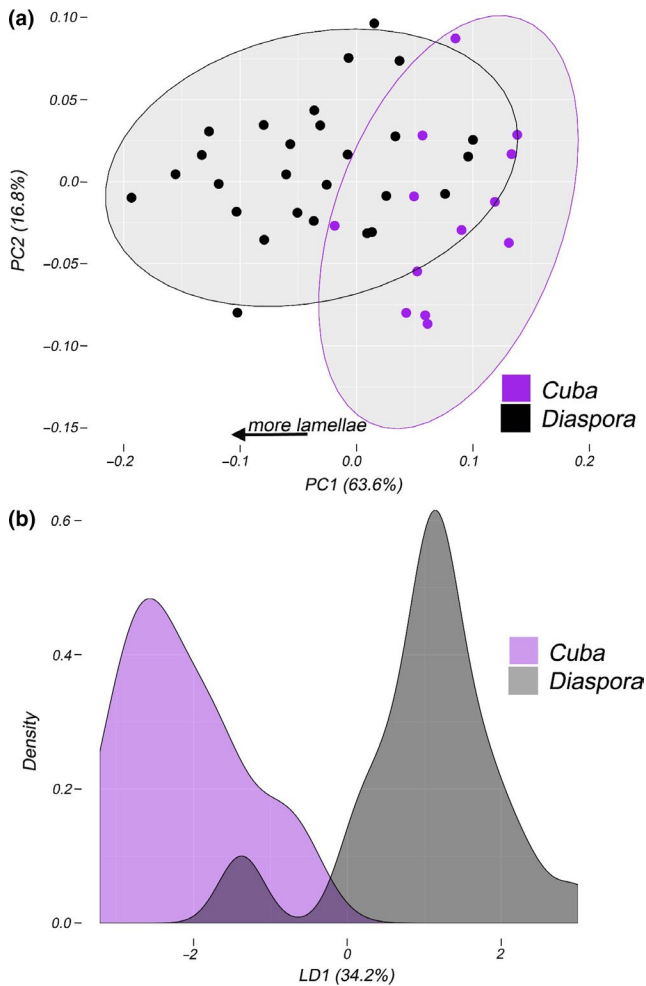 (a)
0.10
0.05
0.0
−0.05
−0.10
−0.15
PC2 (16.8%)
Cuba
Diaspora
more lamellae
−0.2 −0.1 0.0 0.1 0.2
PC1 (63.6%)
(b)
0.6
0.4
0.2
0.0
Density
Cuba
Diaspora
−2 0 2
LD1 (34.2%)